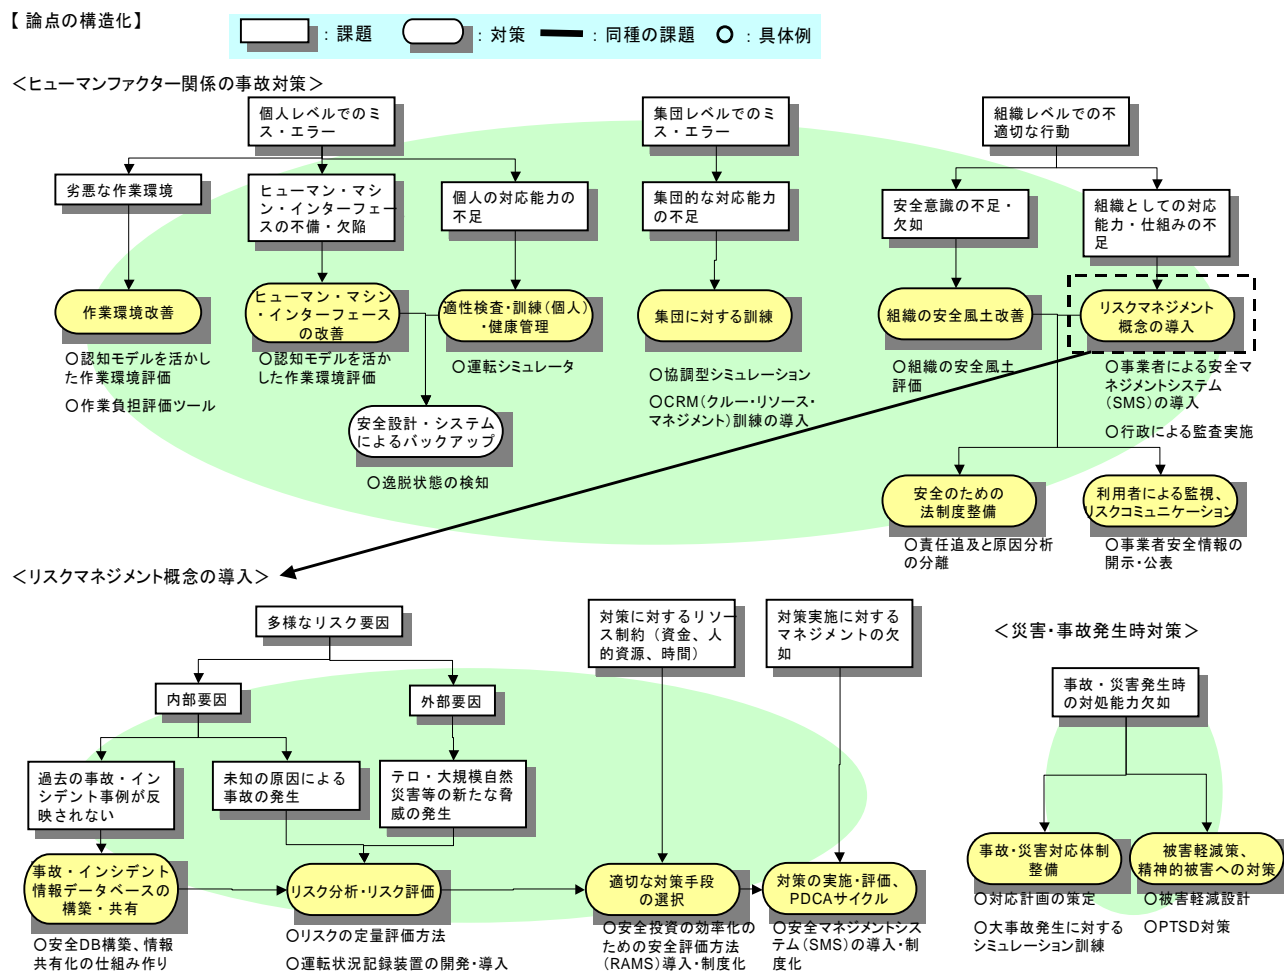 【 論点の構造化】
：課題
：対策
：同種の課題
：具体例
＜ヒューマンファクター関係の事故対策＞
個人レベルでのミ
ス・エラー
集団レベルでのミ
ス・エラー
組織レベルでの不
適切な行動
劣悪な作業環境
ヒューマン・マ
シン・インターフェー
スの不備・欠陥
個人の対応能力の
不足
集団的な対応能力
の不足
安全意識の不足・
欠如
組織としての対応
能力・仕組みの不
足
作業環境改善
ヒューマン・マシン
・インターフェース
の改善
適性検査・訓練（個人）
・健康管理
集団に対する訓練
組織の安全風土改善
リスクマネジメント
概念の導入
○認知モデルを活かし
た作業環境評価
○作業負担評価ツール
○認知モデルを活か
した作業環境評価
○運転シミュレータ
○協調型シミュレーション
○CRM（クルー・リソース・
マネジメント）訓練の導入
○組織の安全風土
評価
○事業者による安全マ
ネジメントシステム
（SMS）の導入
○行政による監査実施
安全設計・システム
によるバックアップ
○逸脱状態の検知
安全のための
法制度整備
利用者による監視、
リスクコミュニケーション
○責任追及と原因分析
の分離
○事業者安全情報の
開示・公表
＜リスクマネジメント概念の導入＞
多様なリスク要因
対策に対するリソー
ス制約（資金、人
的資源、時間）
対策実施に対する
マネジメントの欠
如
＜災害・事故発生時対策＞
内部要因
外部要因
事故・災害発生時
の対処能力欠如
過去の事故・イン
シデント事例が反
映されない
未知の原因による
事故の発生
テロ・大規模自然
災害等の新たな脅
威の発生
事故・インシデント
情報データベースの
構築・共有
リスク分析・リスク評価
適切な対策手段
の選択
対策の実施・評価、
PDCAサイクル
事故・災害対応体制
整備
被害軽減策、
精神的被害への対策
○安全DB構築、情報
共有化の仕組み作り
○リスクの定量評価方法
○運転状況記録装置の開発・導入
○安全投資の効率化の
ための安全評価方法
（RAMS）導入・制度化
○安全マネジメントシス
テム（SMS）の導入・制
度化
○対応計画の策定
○大事故発生に対する
シミュレーション訓練
○被害軽減設計
○PTSD対策